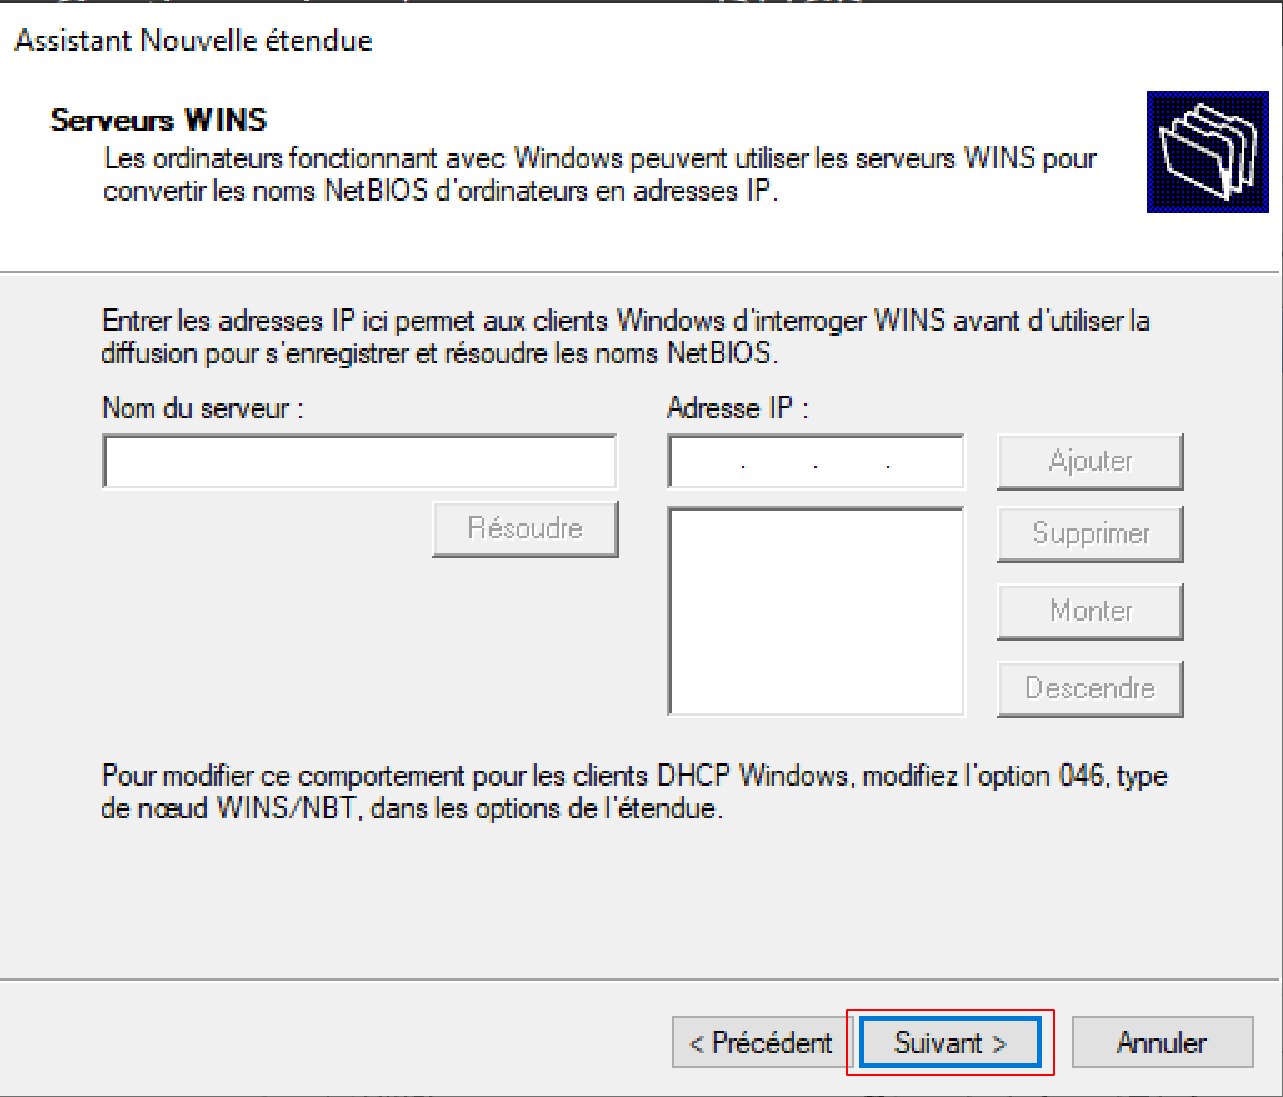 Assistant Nouvelle étendue
Serveurs WINS
Les ordinateurs fonctionnant avec Windows peuvent utiliser les serveurs WINS pour
convertir les noms NetBIOS d'ordinateurs en adresses IP.
Entrer les adresses IP ici permet aux clients Windows d'interroger WINS avant d'utiliser la
diffusion pour s'enregistrer et résoudre les noms NetBIOS.
Nom du serveur :
Adresse IP :
. . .
Ajouter
Résoudre
Supprimer
Monter
Descendre
Pour modifier ce comportement pour les clients DHCP Windows, modifiez l'option 046, type
de nœud WINS/NBT, dans les options de l'étendue.
< Précédent
Suivant >
Annuler